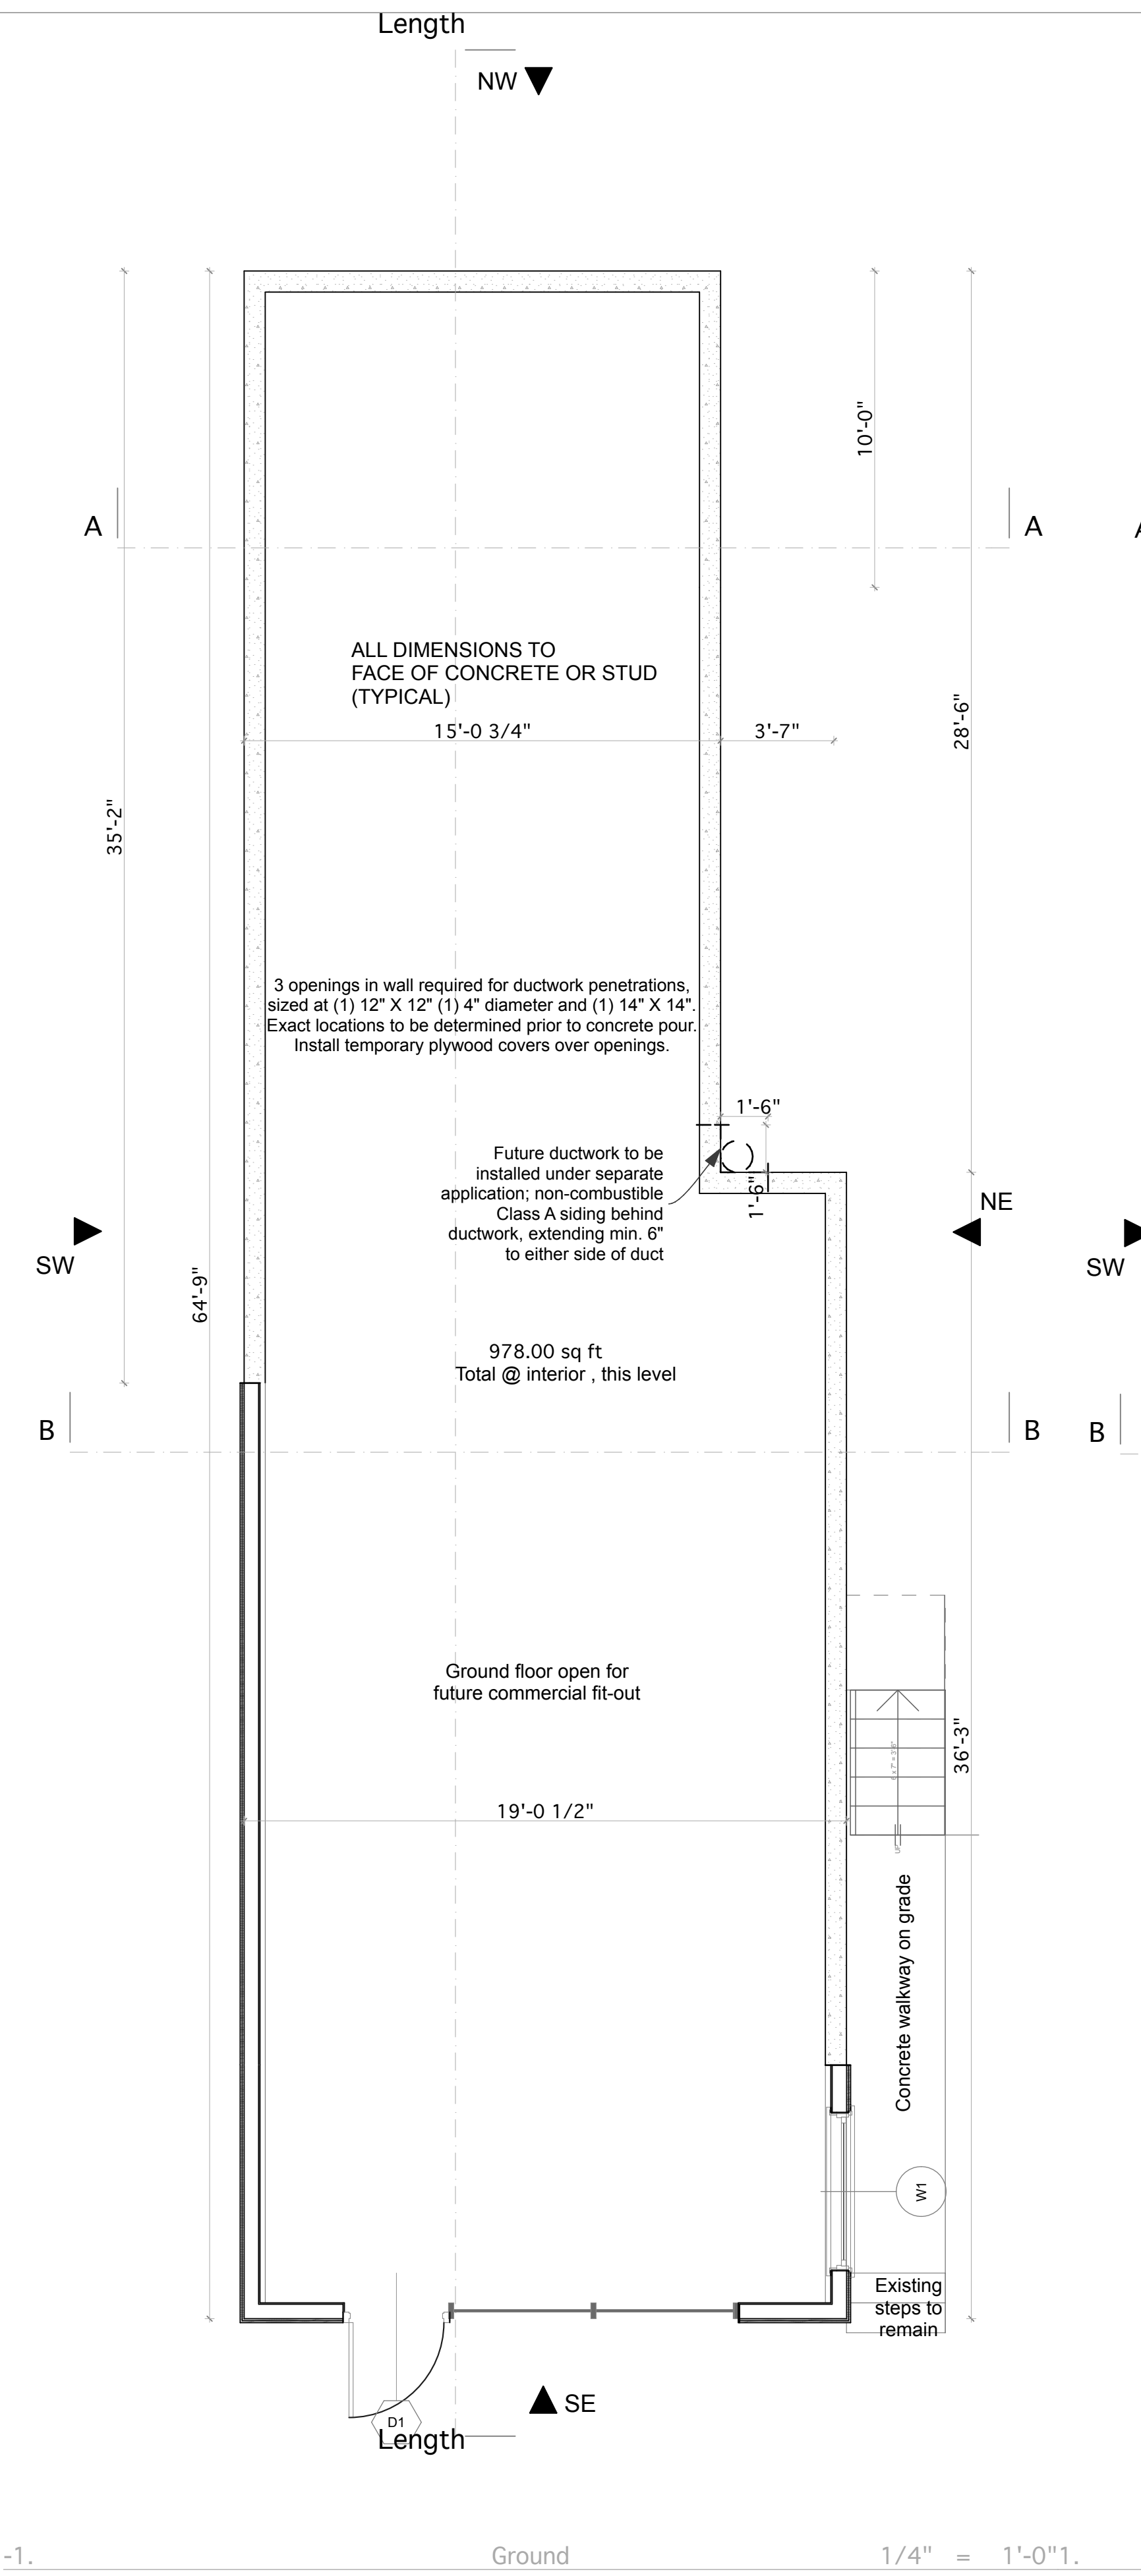 Length
NW
10'-0"
A
A
ALL DIMENSIONS TO
FACE OF CONCRETE OR STUD
(TYPICAL)
15'-0 3/4"
3'-7"
28'-6"
35'-2"
3 openings in wall required for ductwork penetrations,
sized at (1) 12" X 12" (1) 4" diameter and (1) 14" X 14".
Exact locations to be determined prior to concrete pour.
Install temporary plywood covers over openings.
1'-6"
Future ductwork to be
installed under separate
application; non-combustible
Class A siding behind
ductwork, extending min. 6"
to either side of duct
1'-6"
NE
SW
SW
64'-9"
978.00 sq ft
Total @ interior , this level
B
B
B
Ground floor open for
future commercial fit-out
36'-3"
19'-0 1/2"
UP
Concrete walkway on grade
W1
Existing
steps to
remain
SE
D1
Length
-1.
Ground
1/4" = 1'-0"1.